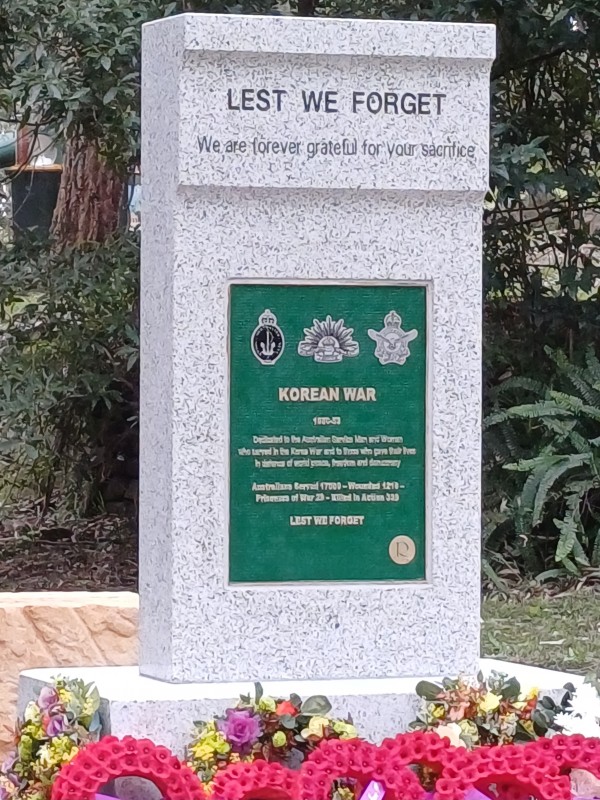 LEST WE FORGET
We are forever grateful for your sacrifice
KOREAN WAR
1950-53
Dedicated to the Australian Service Men and Women
who served in the Korea War and to those who gave their lives
in defence of world peace, freedom and democracy
Australians Served 17000 – Wounded 1216 –
Prisoners of War 29 – Killed in Action 339
LEST WE FORGET
R